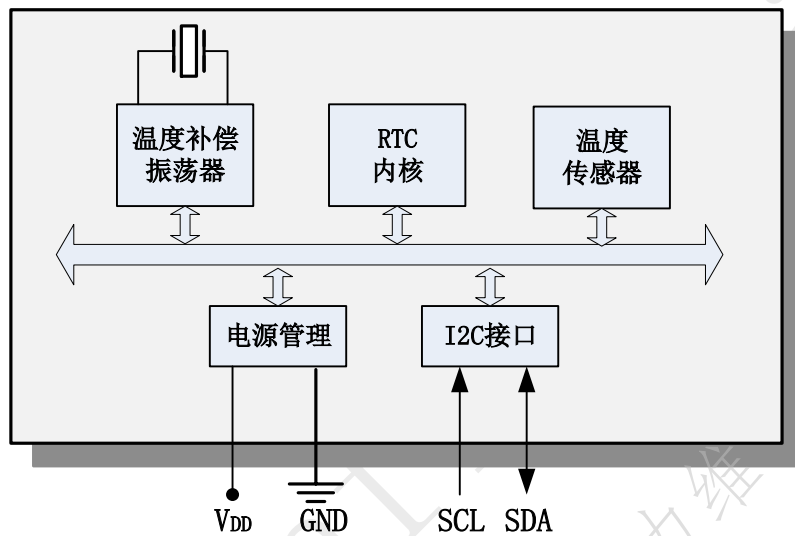 温度补偿
振荡器
RTC
内核
温度
传感器
电源管理
I2C接口
VDD
GND
SCL
SDA